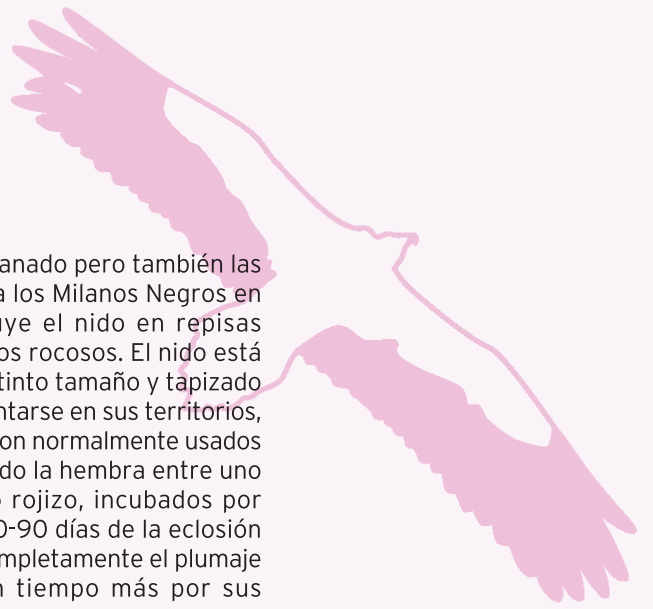 anado pero también las
a los Milanos Negros en
uye el nido en repisas
os rocosos. El nido está
tinto tamaño y tapizado
ntarse en sus territorios,
on normalmente usados
do la hembra entre uno
rojizo, incubados por
0-90 días de la eclosión
mpletamente el plumaje
n tiempo más por sus